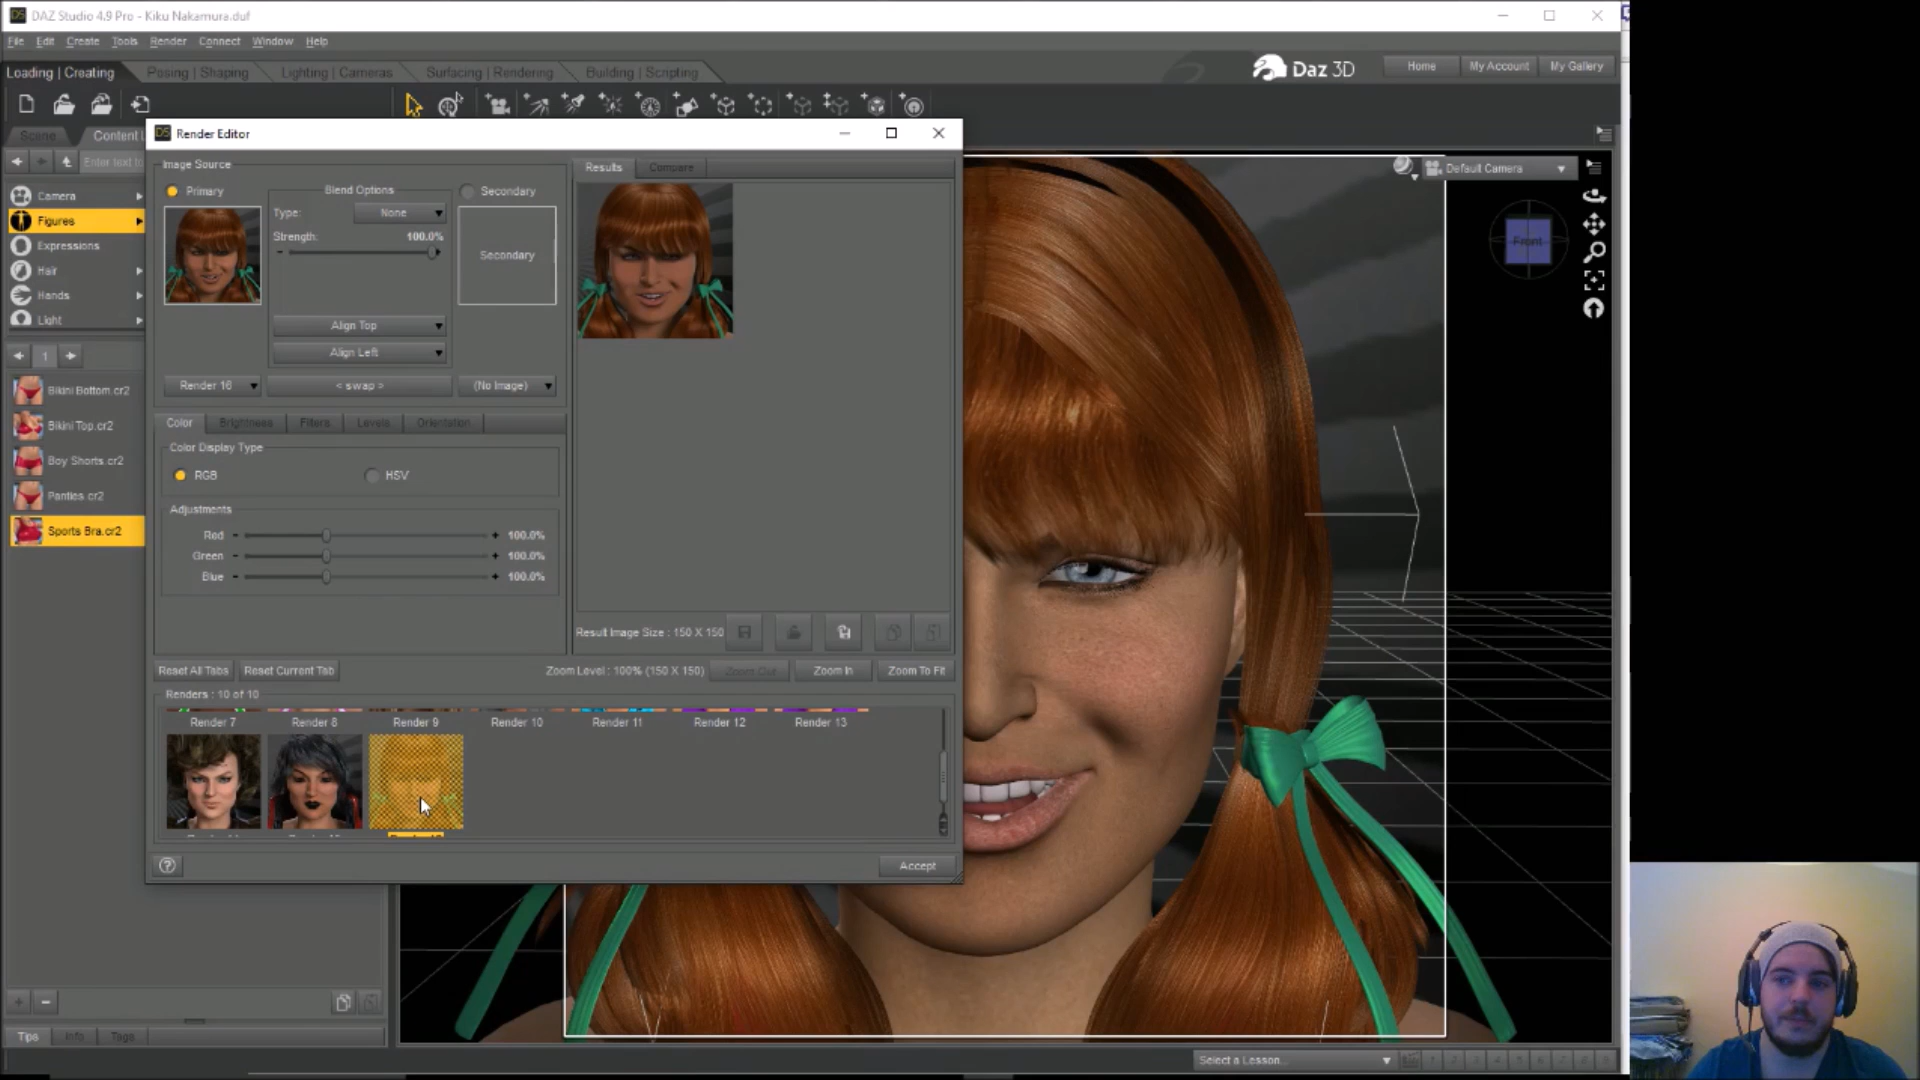 DAZ Studio 4.9 Pro - Kiku Nakamura.duf
File Edit Create Tools Render Connect Window Help
Loading | Creating Posing | Shaping Lighting | Cameras Surfacing | Rendering Building | Scripting
Daz 3D Home My Account My Gallery
Scene Content
Enter text to
Camera
Figures
Expressions
Hair
Hands
Light
1
Bikini Bottom.cr2
Bikini Top.cr2
Boy Shorts.cr2
Panties.cr2
Sports Bra.cr2
Tips Info Tags
Render Editor
Image Source
Primary
Blend Options
Type: None
Strength: 100.0%
Align Top
Align Left
Secondary
Secondary
Render 16 < swap > (No Image)
Color Brightness Filters Levels Orientation
Color Display Type
RGB HSV
Adjustments
Red 100.0%
Green 100.0%
Blue 100.0%
Results Compare
Result Image Size : 150 X 150
Reset All Tabs Reset Current Tab Zoom Level : 100% (150 X 150) Zoom Out Zoom In Zoom To Fit
Renders : 10 of 10
Render 7 Render 8 Render 9 Render 10 Render 11 Render 12 Render 13
Accept
Default Camera
Front
Select a Lesson...